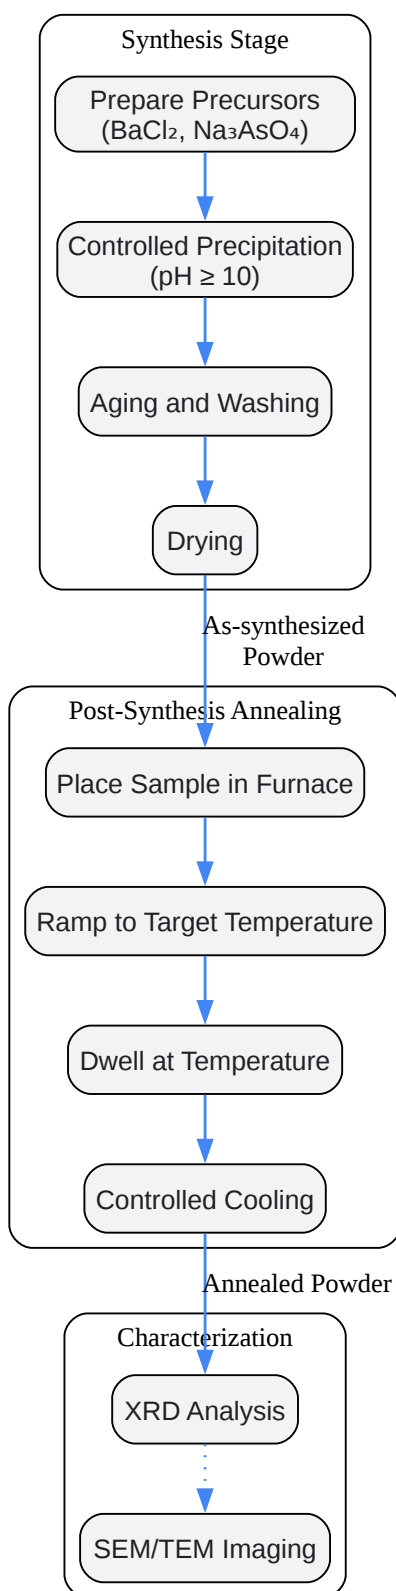 Synthesis Stage
Prepare Precursors
(BaCl₂, Na₃AsO₄)
Controlled Precipitation
(pH ≥ 10)
Aging and Washing
Drying
As-synthesized
Powder
Post-Synthesis Annealing
Place Sample in Furnace
Ramp to Target Temperature
Dwell at Temperature
Controlled Cooling
Annealed Powder
Characterization
XRD Analysis
SEM/TEM Imaging